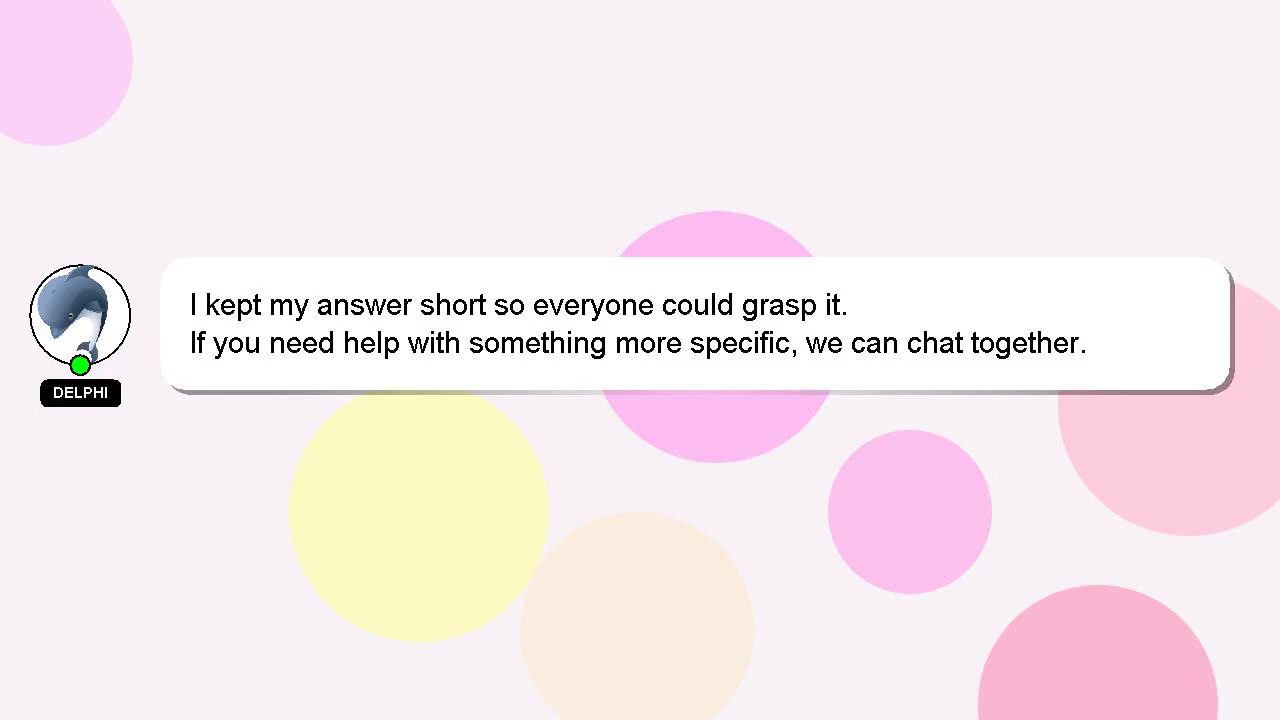 I kept my answer short so everyone could grasp it.
If you need help with something more specific, we can chat together.
DELPHI